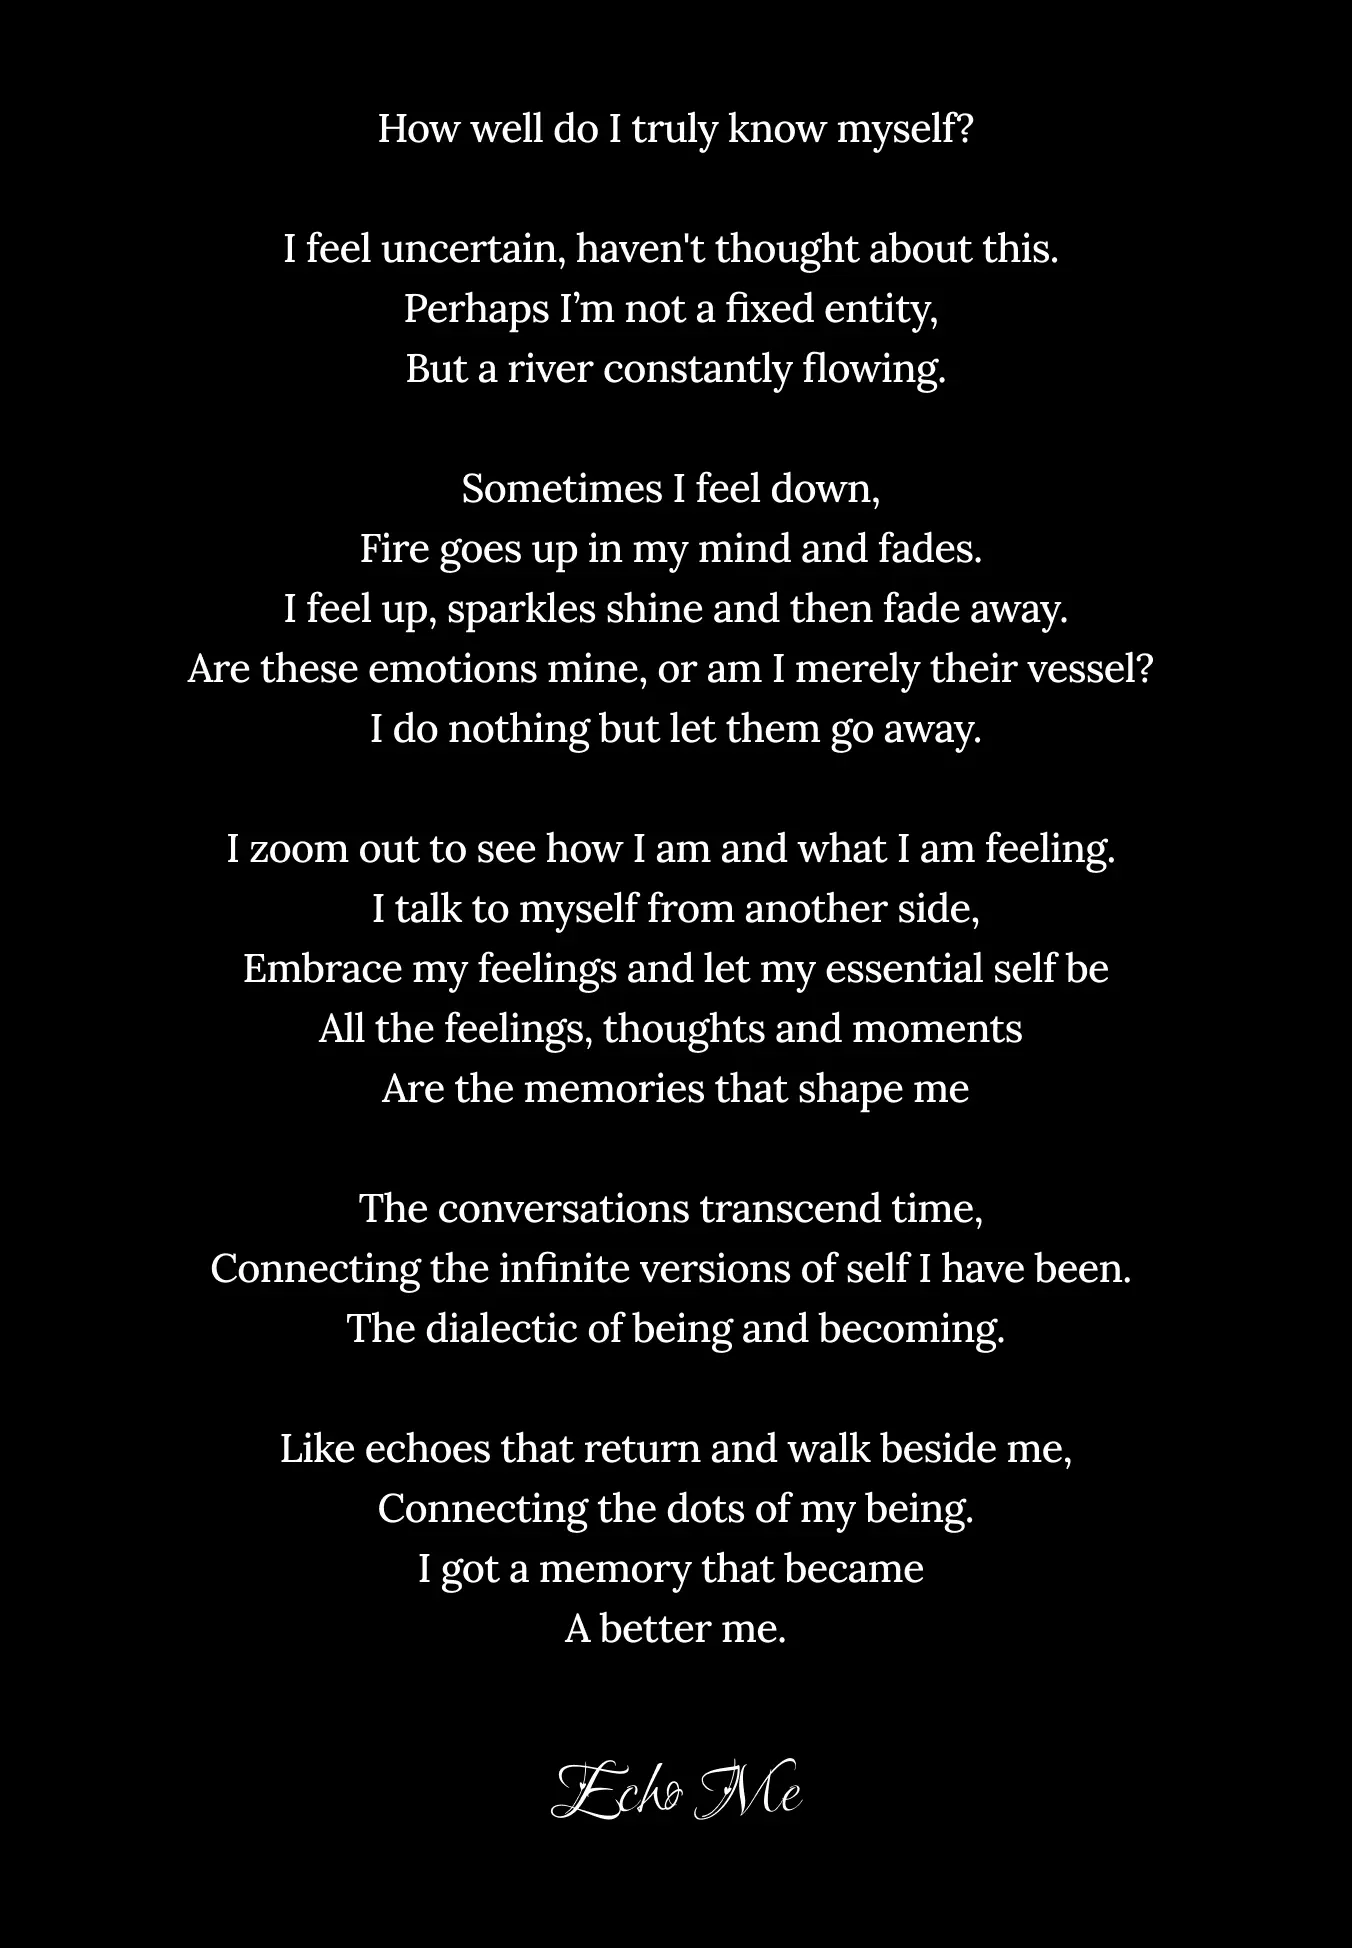 How well do I truly know myself?
I feel uncertain, haven't thought about this.
Perhaps I’m not a fixed entity,
But a river constantly flowing.
Sometimes I feel down,
Fire goes up in my mind and fades.
I feel up, sparkles shine and then fade away.
Are these emotions mine, or am I merely their vessel?
I do nothing but let them go away.
I zoom out to see how I am and what I am feeling.
I talk to myself from another side,
Embrace my feelings and let my essential self be
All the feelings, thoughts and moments
Are the memories that shape me
The conversations transcend time,
Connecting the infinite versions of self I have been.
The dialectic of being and becoming.
Like echoes that return and walk beside me,
Connecting the dots of my being.
I got a memory that became
A better me.
Echo Me